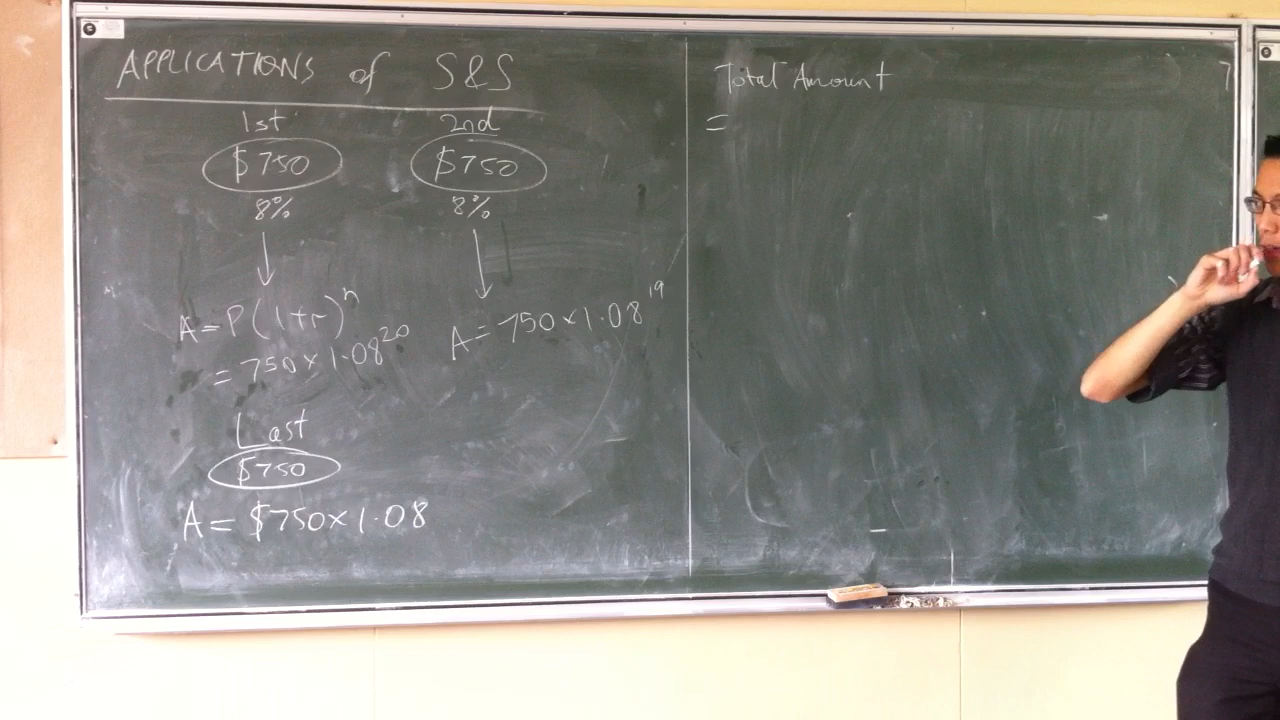 APPLICATIONS of S&S
1st
$750
8%
A=P(1+r)^n
=750×1.08^20
2nd
$750
8%
A=750×1.08^19
Last
$750
A=$750×1.08
Total Amount
=